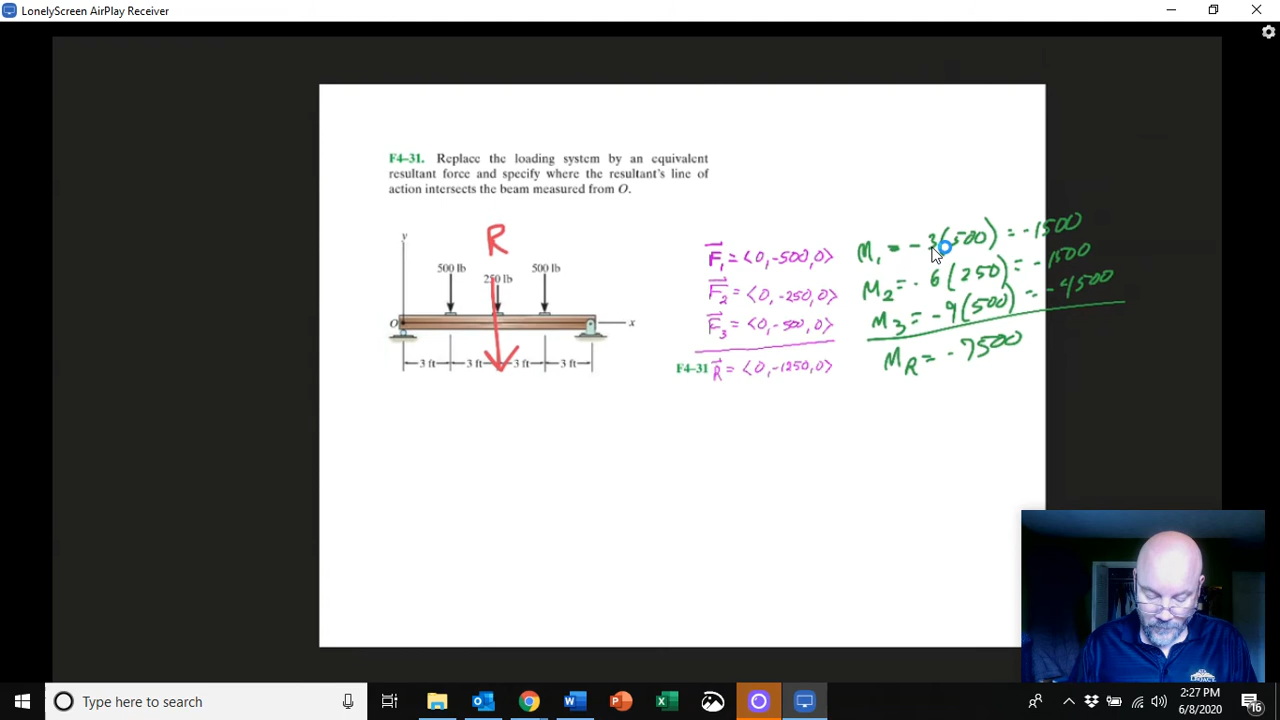 LonelyScreen AirPlay Receiver
F4–31. Replace the loading system by an equivalent
resultant force and specify where the resultant's line of
action intersects the beam measured from O.
y
R
500 lb
250 lb
500 lb
O
x
3 ft
3 ft
3 ft
3 ft
F₁ = <0, -500, 0>
F₂ = <0, -250, 0>
F₃ = <0, -500, 0>
F4–31 R = <0, -1250, 0>
M₁ = - 3(500) = -1500
M₂ = - 6(250) = -1500
M₃ = -9(500) = -4500
M_R = -7500
Type here to search
2:27 PM
6/8/2020
16